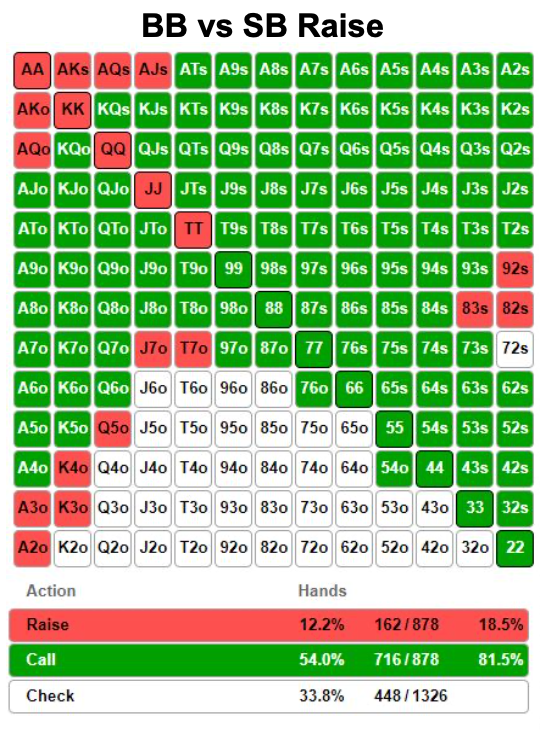 BB vs SB Raise
AA AKs AQs AJs ATs A9s A8s A7s A6s A5s A4s A3s A2s
AKo KK KQs KJs KTs K9s K8s K7s K6s K5s K4s K3s K2s
AQo KQo QQ QJs QTs Q9s Q8s Q7s Q6s Q5s Q4s Q3s Q2s
AJo KJo QJo JJ JTs J9s J8s J7s J6s J5s J4s J3s J2s
ATo KTo QTo JTo TT T9s T8s T7s T6s T5s T4s T3s T2s
A9o K9o Q9o J9o T9o 99 98s 97s 96s 95s 94s 93s 92s
A8o K8o Q8o J8o T8o 98o 88 87s 86s 85s 84s 83s 82s
A7o K7o Q7o J7o T7o 97o 87o 77 76s 75s 74s 73s 72s
A6o K6o Q6o J6o T6o 96o 86o 76o 66 65s 64s 63s 62s
A5o K5o Q5o J5o T5o 95o 85o 75o 65o 55 54s 53s 52s
A4o K4o Q4o J4o T4o 94o 84o 74o 64o 54o 44 43s 42s
A3o K3o Q3o J3o T3o 93o 83o 73o 63o 53o 43o 33 32s
A2o K2o Q2o J2o T2o 92o 82o 72o 62o 52o 42o 32o 22
Action Hands
Raise 12.2% 162/878 18.5%
Call 54.0% 716/878 81.5%
Check 33.8% 448/1326